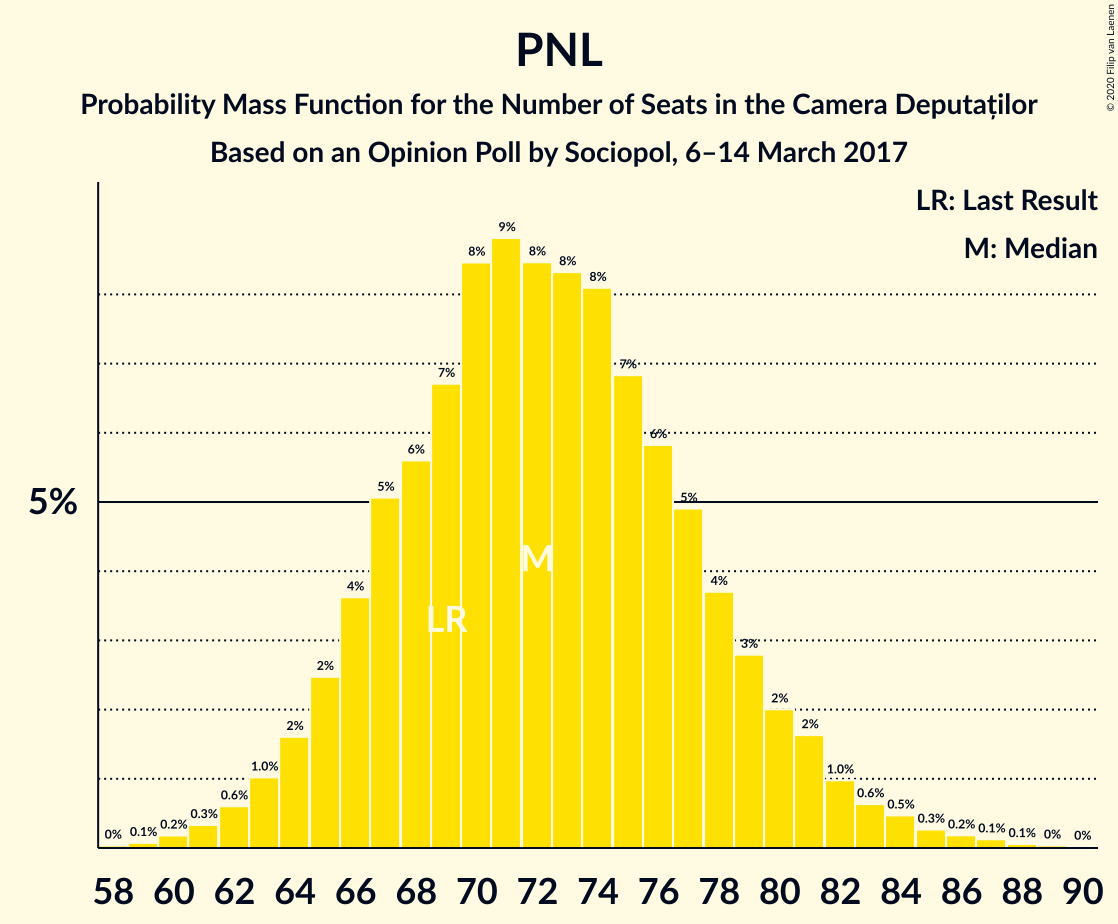 PNL
Probability Mass Function for the Number of Seats in the Camera Deputaților
Based on an Opinion Poll by Sociopol, 6–14 March 2017
© 2020 Filip van Laenen
LR: Last Result
M: Median
5%
0% 0.1% 0.2% 0.3% 0.6% 1.0% 2% 2% 4% 5% 6% 7% 8% 9% 8% 8% 8% 7% 6% 5% 4% 3% 2% 2% 1.0% 0.6% 0.5% 0.3% 0.2% 0.1% 0.1% 0% 0%
LR M
58 60 62 64 66 68 70 72 74 76 78 80 82 84 86 88 90